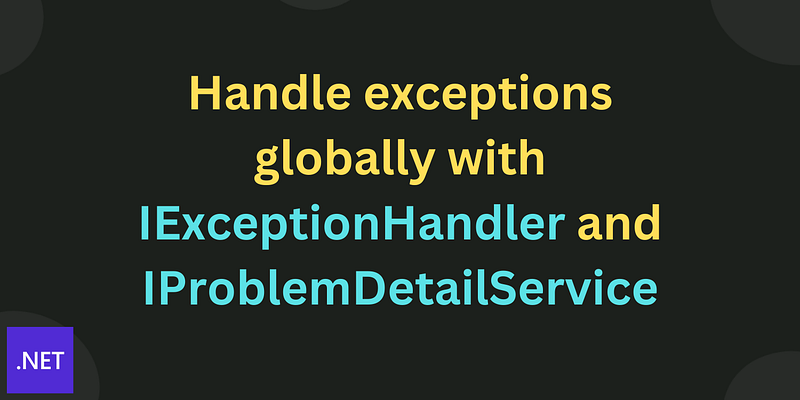 Handle exceptions
globally with
IExceptionHandler and
IProblemDetailService
.NET